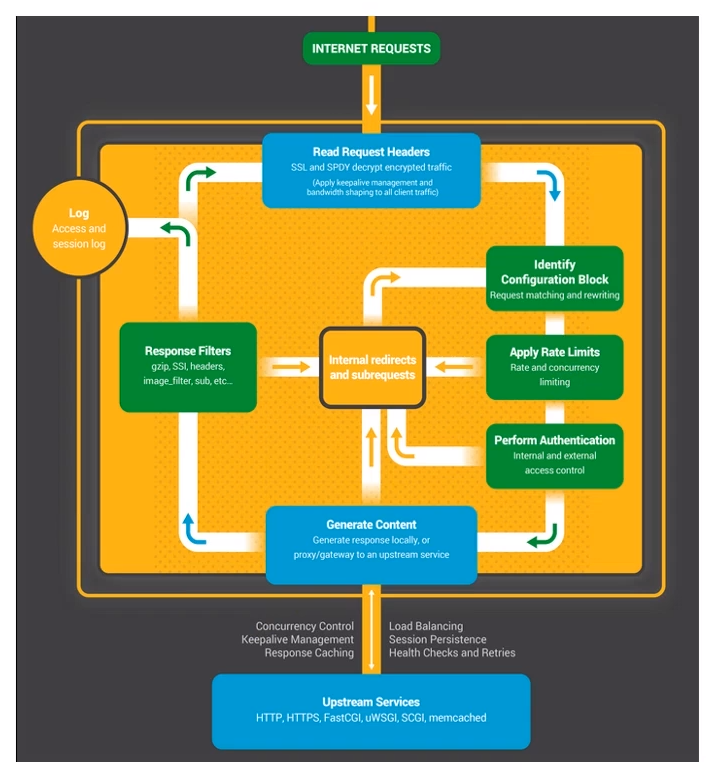 INTERNET REQUESTS
Read Request Headers
SSL and SPDY decrypt encrypted traffic
(Apply keepalive management and
bandwidth shaping to all client traffic)
Log
Access and
session log
Identify
Configuration Block
Request matching and rewriting
Response Filters
gzip, SSI, headers,
image_filter, sub, etc...
Internal redirects
and subrequests
Apply Rate Limits
Rate and concurrency
limiting
Perform Authentication
Internal and external
access control
Generate Content
Generate response locally, or
proxy/gateway to an upstream service
Concurrency Control
Keepalive Management
Response Caching
Load Balancing
Session Persistence
Health Checks and Retries
Upstream Services
HTTP, HTTPS, FastCGI, uWSGI, SCGI, memcached